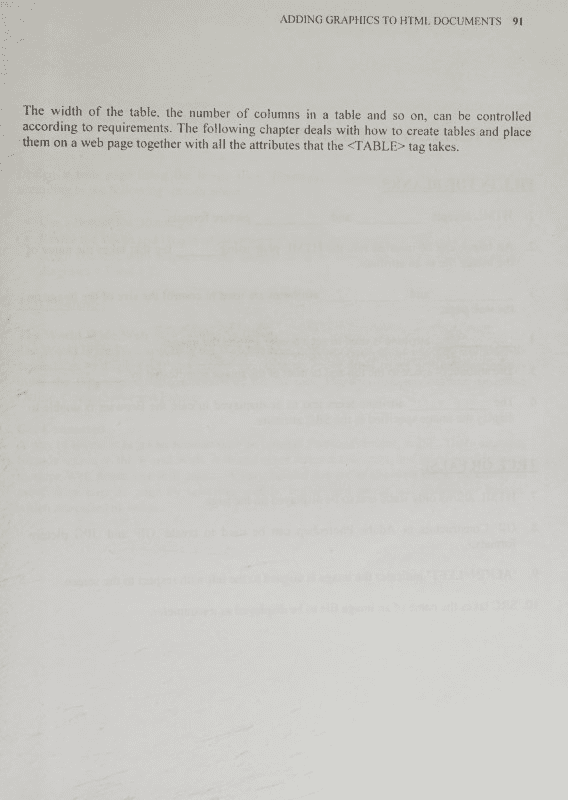 ADDING GRAPHICS TO HTML DOCUMENTS 91
The width of the table, the number of columns in a table and so on, can be controlled
according to requirements. The following chapter deals with how to create tables and place
them on a web page together with all the attributes that the <TABLE> tag takes.